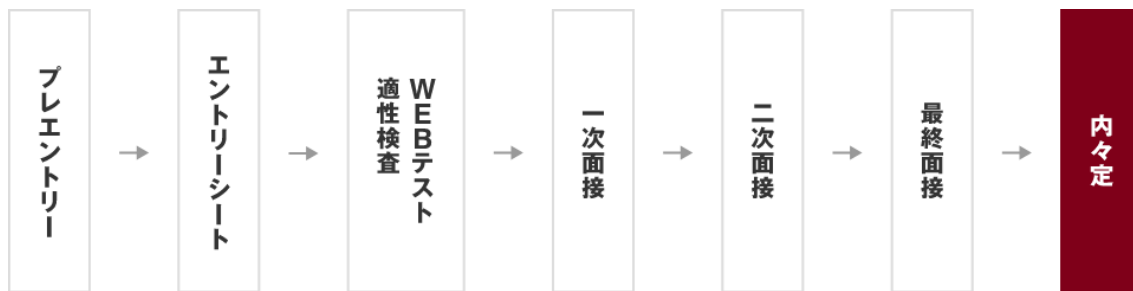 プレエントリー
エントリーシート
WEBテスト
適性検査
一次面接
二次面接
最終面接
内々定